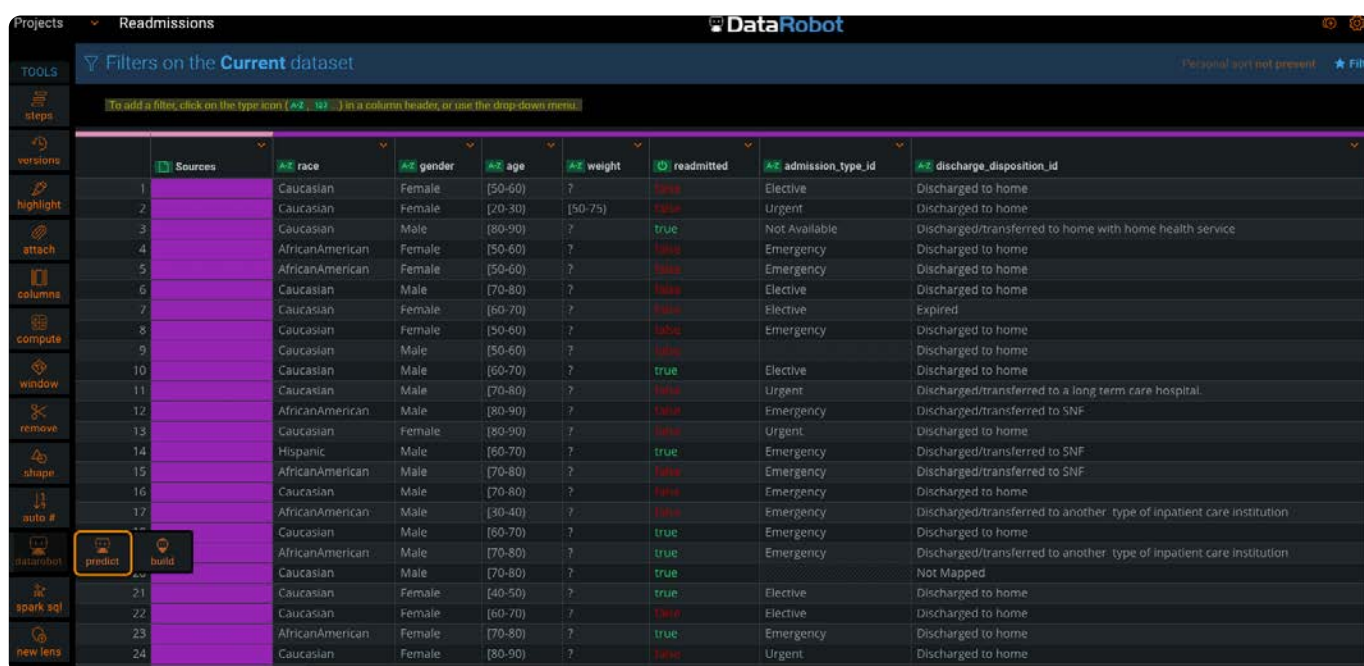 Projects Readmissions DataRobot
TOOLS Filters on the Current dataset Personal sort not present Filt
steps To add a filter, click on the type icon ( A-Z , 123 ...) in a column header, or use the drop-down menu.
versions
Sources A-Z race A-Z gender A-Z age A-Z weight readmitted A-Z admission_type_id A-Z discharge_disposition_id
1 Caucasian Female [50-60) ? false Elective Discharged to home
highlight 2 Caucasian Female [20-30) [50-75) false Urgent Discharged to home
3 Caucasian Male [80-90) ? true Not Available Discharged/transferred to home with home health service
attach 4 AfricanAmerican Female [50-60) ? false Emergency Discharged to home
5 AfricanAmerican Female [50-60) ? false Emergency Discharged to home
columns 6 Caucasian Male [70-80) ? false Elective Discharged to home
7 Caucasian Female [60-70) ? false Elective Expired
compute 8 Caucasian Female [50-60) ? false Emergency Discharged to home
9 Caucasian Male [50-60) ? false Discharged to home
window 10 Caucasian Male [60-70) ? true Elective Discharged to home
11 Caucasian Male [70-80) ? false Urgent Discharged/transferred to a long term care hospital.
12 AfricanAmerican Male [80-90) ? false Emergency Discharged/transferred to SNF
remove 13 Caucasian Female [80-90) ? false Urgent Discharged to home
14 Hispanic Male [60-70) ? true Emergency Discharged/transferred to SNF
shape 15 AfricanAmerican Male [70-80) ? false Emergency Discharged/transferred to SNF
16 Caucasian Male [70-80) ? false Emergency Discharged to home
auto # 17 AfricanAmerican Male [30-40) ? false Emergency Discharged/transferred to another type of inpatient care institution
Caucasian Male [60-70) ? true Emergency Discharged to home
datarobot predict build AfricanAmerican Male [70-80) ? true Emergency Discharged/transferred to another type of inpatient care institution
20 Caucasian Male [70-80) ? true Not Mapped
21 Caucasian Female [40-50) ? true Elective Discharged to home
spark sql 22 Caucasian Female [60-70) ? false Elective Discharged to home
23 AfricanAmerican Female [70-80) ? true Emergency Discharged to home
new lens 24 Caucasian Female [80-90) ? false Urgent Discharged to home